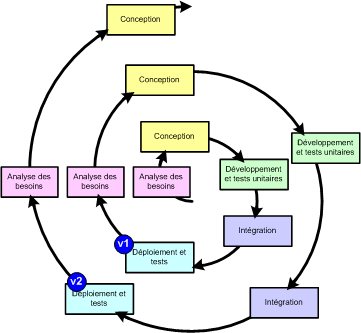 Conception
Conception
Conception
Développement
et tests unitaires
Développement
et tests unitaires
Analyse des
besoins
Analyse des
besoins
Analyse des
besoins
Intégration
v1
Déploiement et
tests
v2
Déploiement et
tests
Intégration